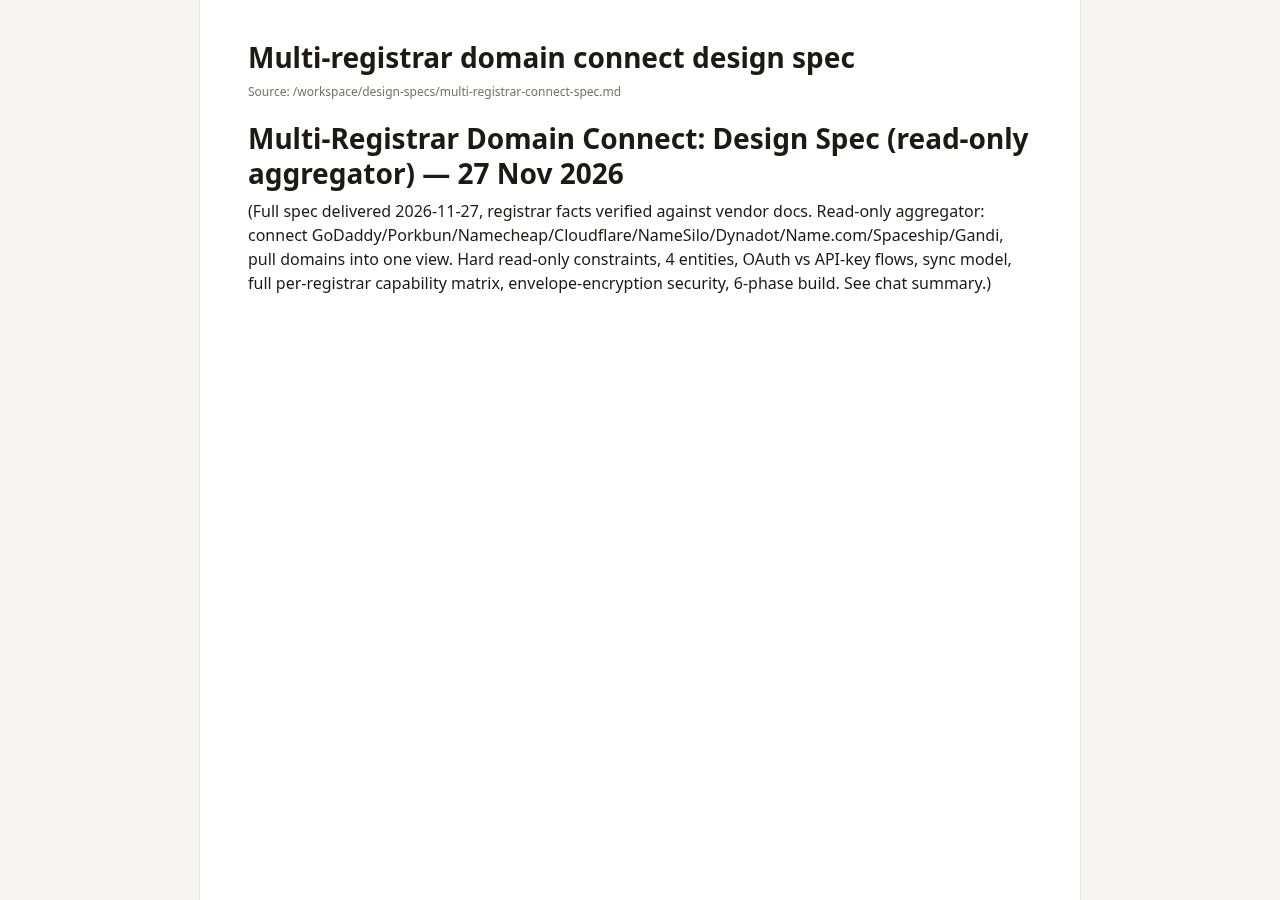 Multi-registrar domain connect design spec
Source: /workspace/design-specs/multi-registrar-connect-spec.md
Multi-Registrar Domain Connect: Design Spec (read-only
aggregator) — 27 Nov 2026
(Full spec delivered 2026-11-27, registrar facts verified against vendor docs. Read-only aggregator:
connect GoDaddy/Porkbun/Namecheap/Cloudflare/NameSilo/Dynadot/Name.com/Spaceship/Gandi,
pull domains into one view. Hard read-only constraints, 4 entities, OAuth vs API-key flows, sync model,
full per-registrar capability matrix, envelope-encryption security, 6-phase build. See chat summary.)